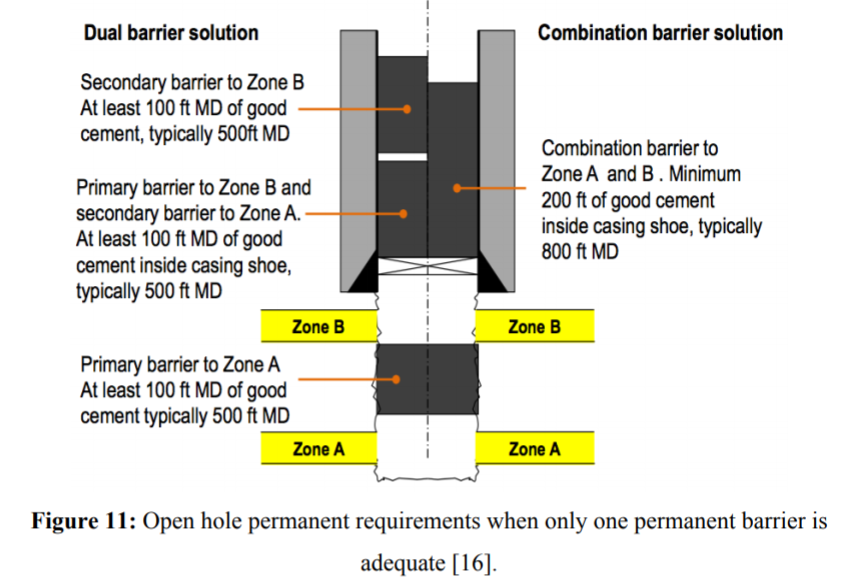 Dual barrier solution
Combination barrier solution
Secondary barrier to Zone B
At least 100 ft MD of good
cement, typically 500ft MD
Primary barrier to Zone B and
secondary barrier to Zone A.
At least 100 ft MD of good
cement inside casing shoe,
typically 500 ft MD
Combination barrier to
Zone A and B . Minimum
200 ft of good cement
inside casing shoe, typically
800 ft MD
Zone B
Zone B
Primary barrier to Zone A
At least 100 ft MD of good
cement typically 500 ft MD
Zone A
Zone A
Figure 11: Open hole permanent requirements when only one permanent barrier is
adequate [16].